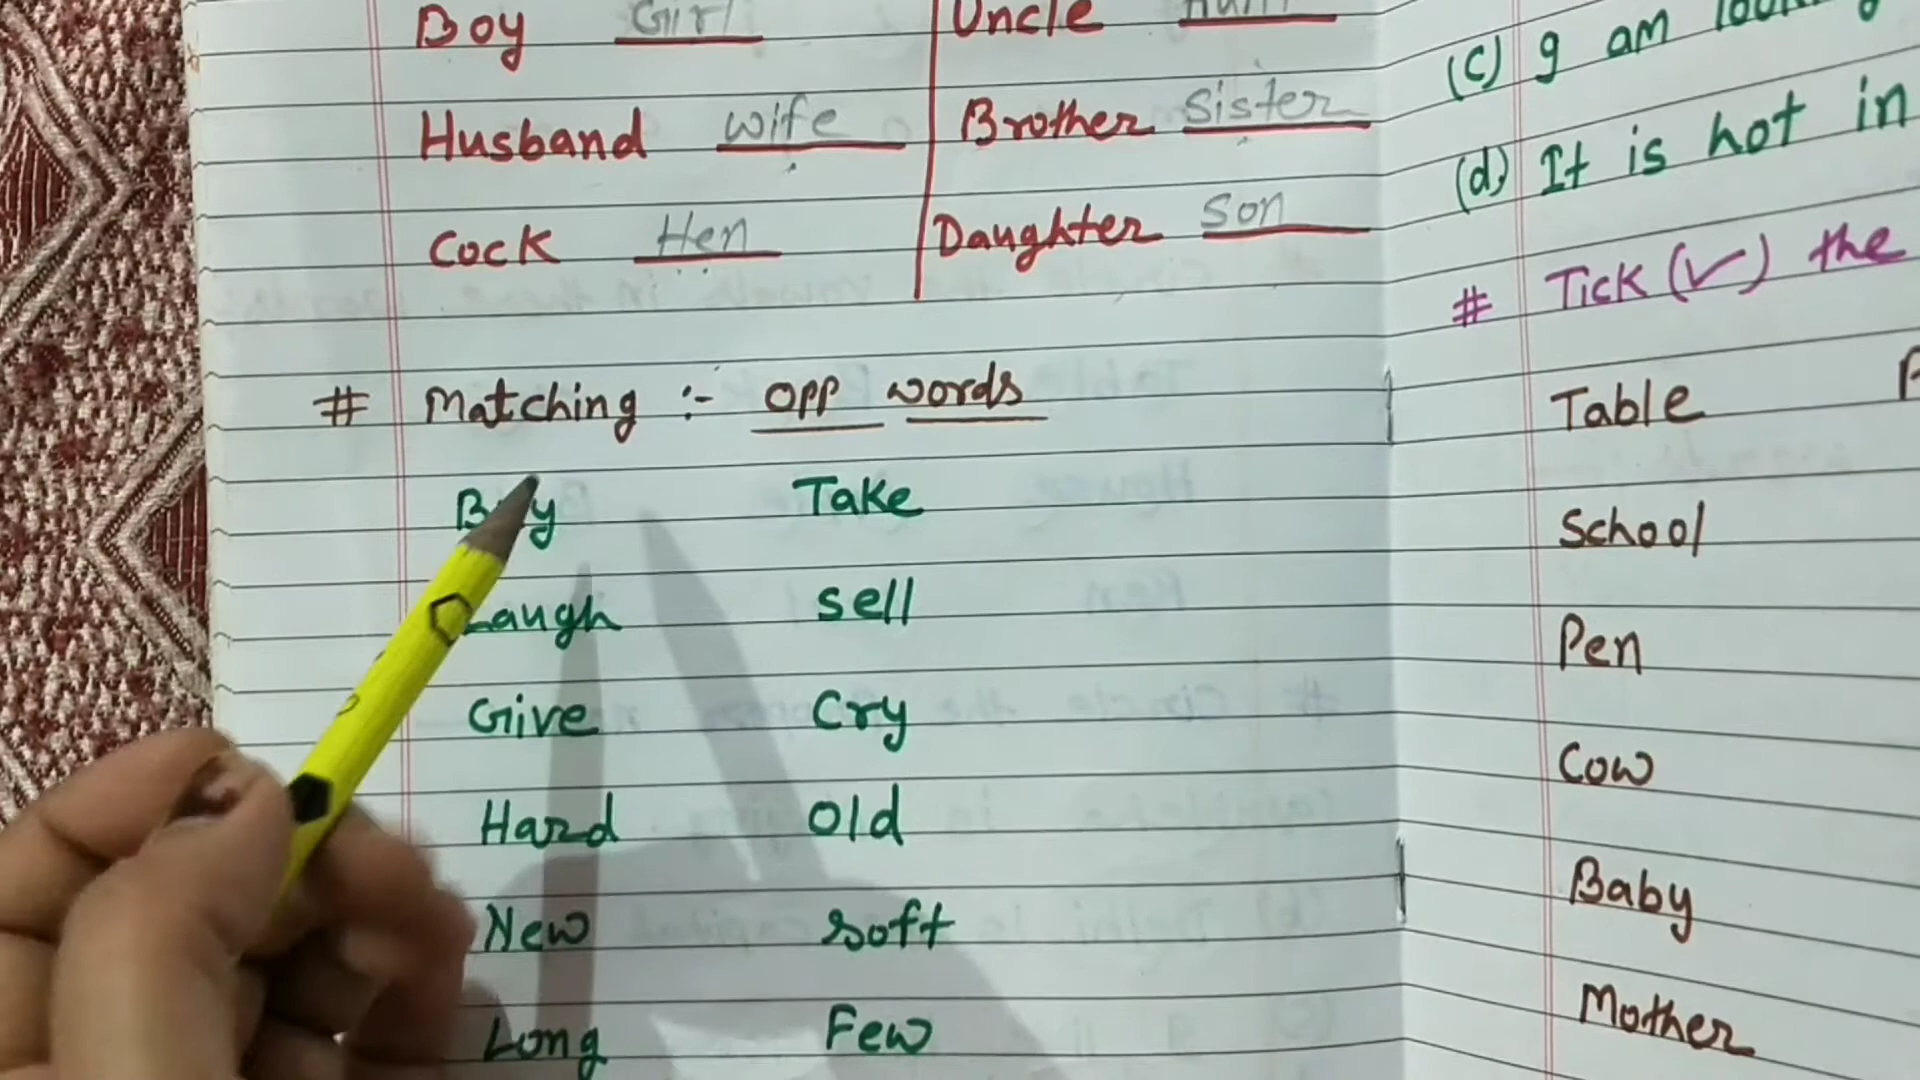 Boy Girl Uncle
Husband wife Brother Sister
Cock Hen Daughter Son
# Matching :- opp words
Take
Laugh sell
Give Cry
Hard Old
New soft
Long Few
(c) I am
(d) It is hot in
# Tick (✓) the
Table
School
Pen
Cow
Baby
Mother